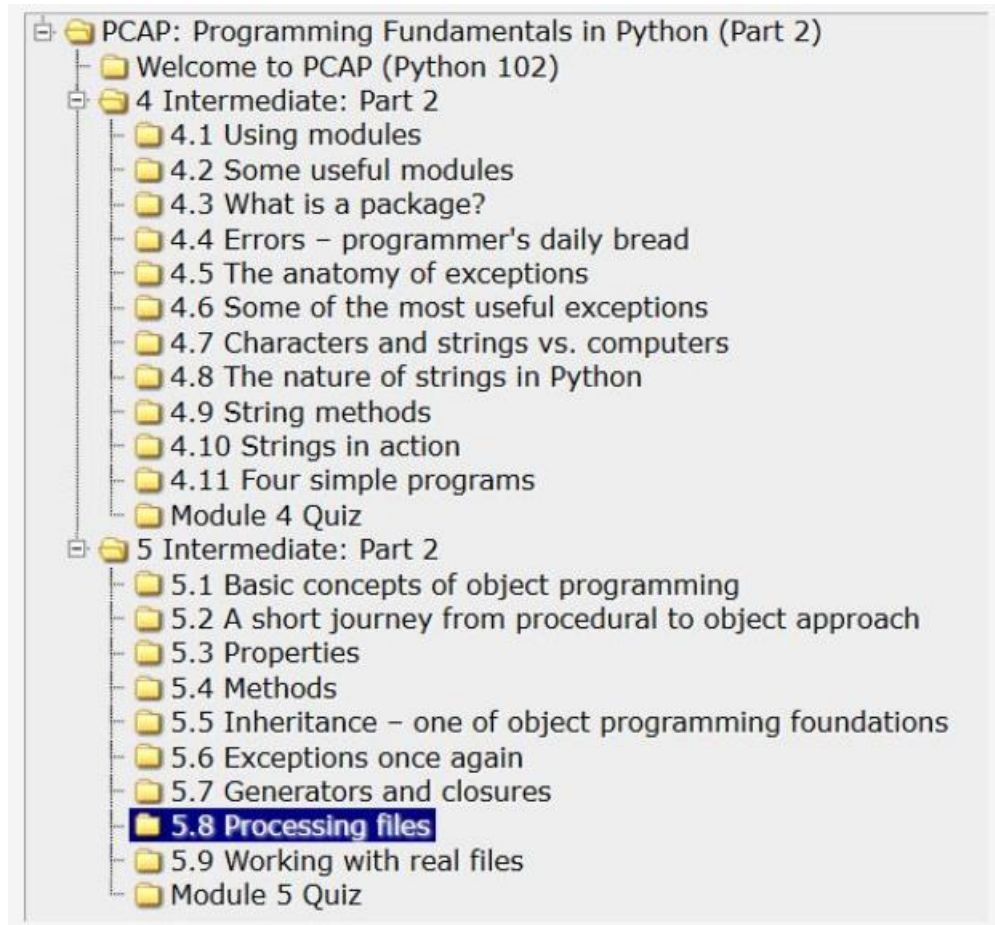 PCAP: Programming Fundamentals in Python (Part 2)
Welcome to PCAP (Python 102)
4 Intermediate: Part 2
4.1 Using modules
4.2 Some useful modules
4.3 What is a package?
4.4 Errors – programmer's daily bread
4.5 The anatomy of exceptions
4.6 Some of the most useful exceptions
4.7 Characters and strings vs. computers
4.8 The nature of strings in Python
4.9 String methods
4.10 Strings in action
4.11 Four simple programs
Module 4 Quiz
5 Intermediate: Part 2
5.1 Basic concepts of object programming
5.2 A short journey from procedural to object approach
5.3 Properties
5.4 Methods
5.5 Inheritance – one of object programming foundations
5.6 Exceptions once again
5.7 Generators and closures
5.8 Processing files
5.9 Working with real files
Module 5 Quiz